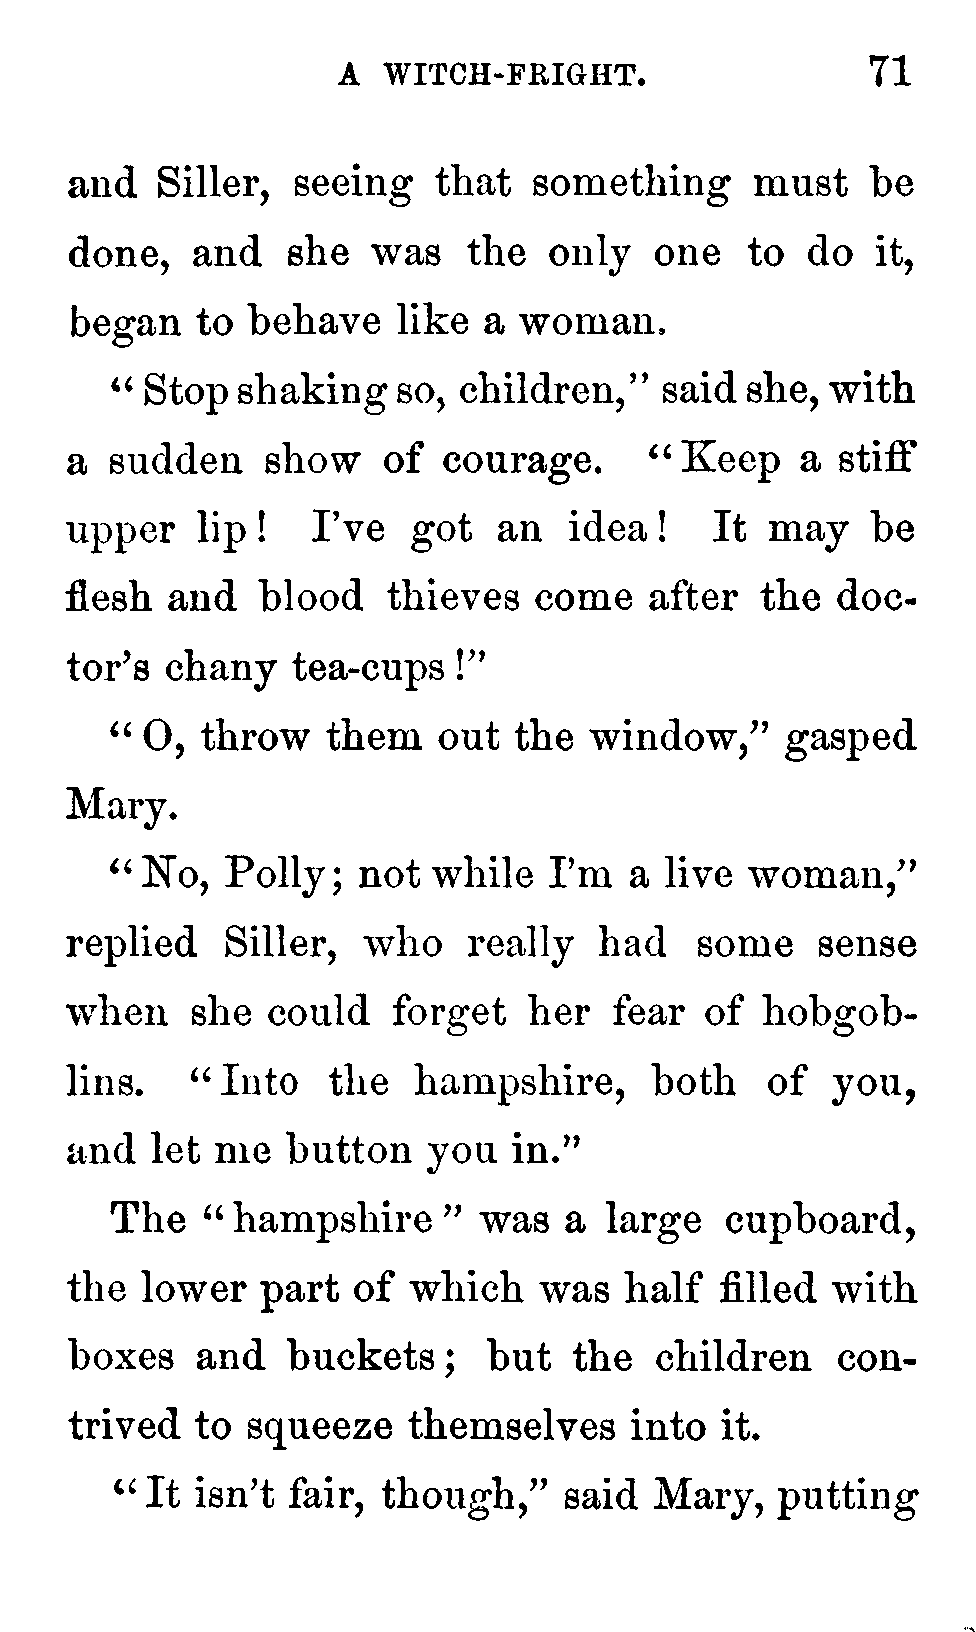 A WITCH-FRIGHT. 71
and Siller, seeing that something must be
done, and she was the only one to do it,
began to behave like a woman.
"Stop shaking so, children," said she, with
a sudden show of courage. "Keep a stiff
upper lip! I've got an idea! It may be
flesh and blood thieves come after the doc-
tor's chany tea-cups!"
"O, throw them out the window," gasped
Mary.
"No, Polly; not while I'm a live woman,"
replied Siller, who really had some sense
when she could forget her fear of hobgob-
lins. "Into the hampshire, both of you,
and let me button you in."
The "hampshire" was a large cupboard,
the lower part of which was half filled with
boxes and buckets; but the children con-
trived to squeeze themselves into it.
"It isn't fair, though," said Mary, putting